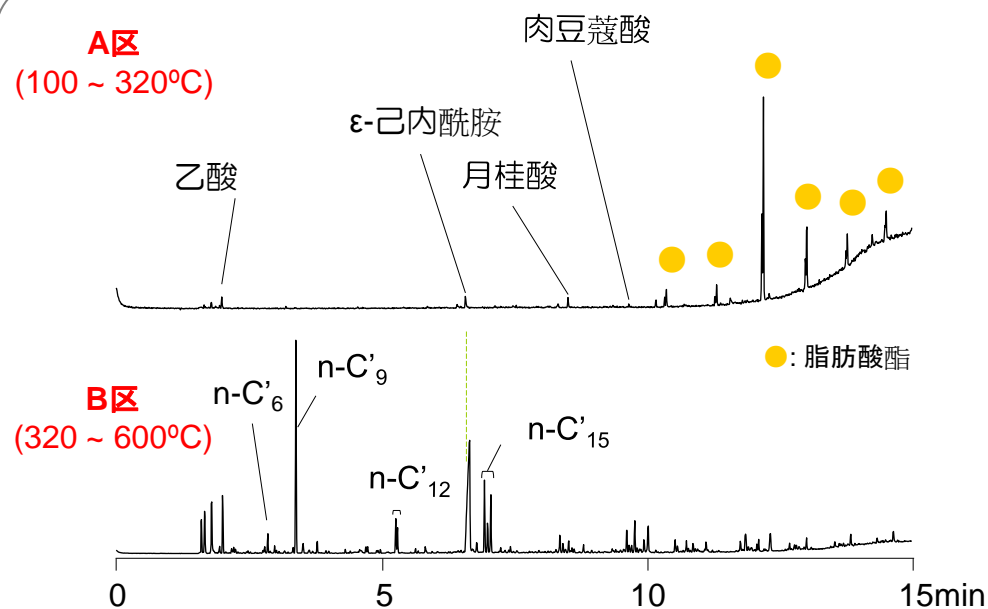 A区
(100 ~ 320ºC)
肉豆蔻酸
ε-己内酰胺
月桂酸
乙酸
: 脂肪酸酯
B区
(320 ~ 600ºC)
n-C’6
n-C’9
n-C’12
n-C’15
0
5
10
15min